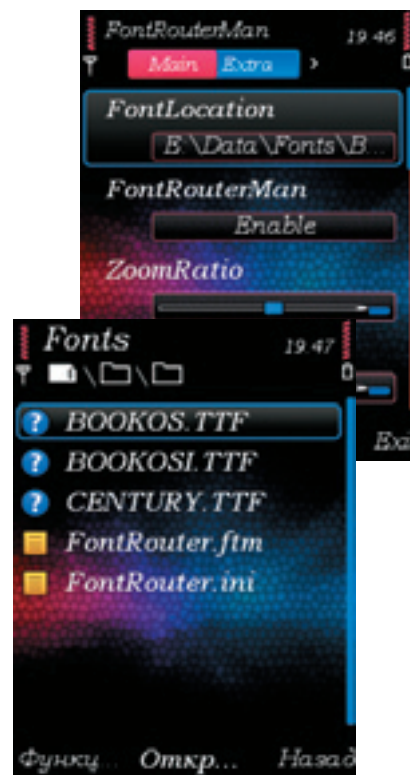 FontRouterMan 19.46
Main Extra >
FontLocation
E:\Data\Fonts\B...
FontRouterMan
Enable
ZoomRatio
Fonts 19.47
BOOKOS.TTF
BOOKOSI.TTF
CENTURY.TTF
FontRouter.ftm
FontRouter.ini
Функц... Откр... Назад